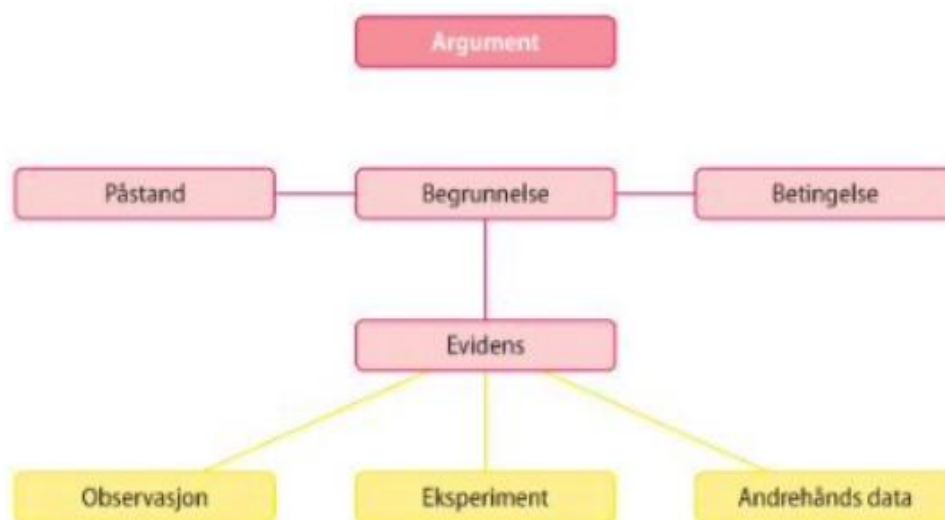 Argument
Påstand
Begrunnelse
Betingelse
Evidens
Observasjon
Eksperiment
Andrehånds data